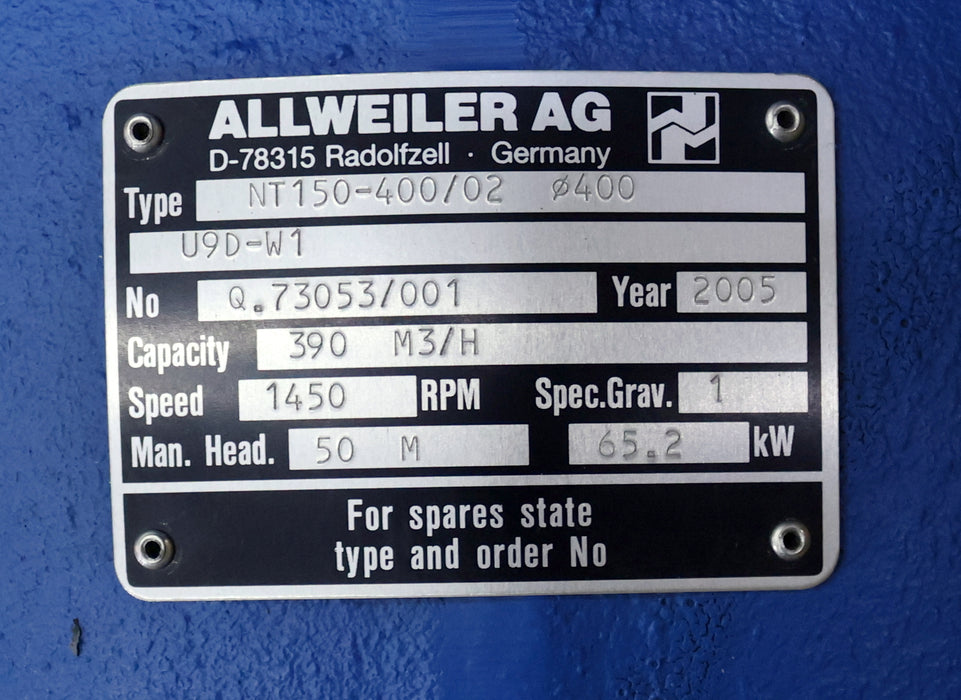 ALLWEILER AG
D-78315 Radolfzell · Germany
Type NT150-400/02 ø400
U9D-W1
No Q.73053/001 Year 2005
Capacity 390 M3/H
Speed 1450 RPM Spec.Grav. 1
Man. Head. 50 M 65.2 kW
For spares state
type and order No